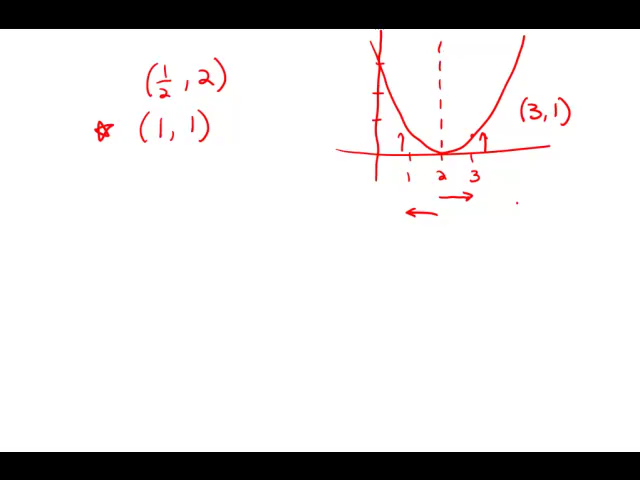 (1/2, 2)
☆ (1, 1)
(3, 1)
1 2 3